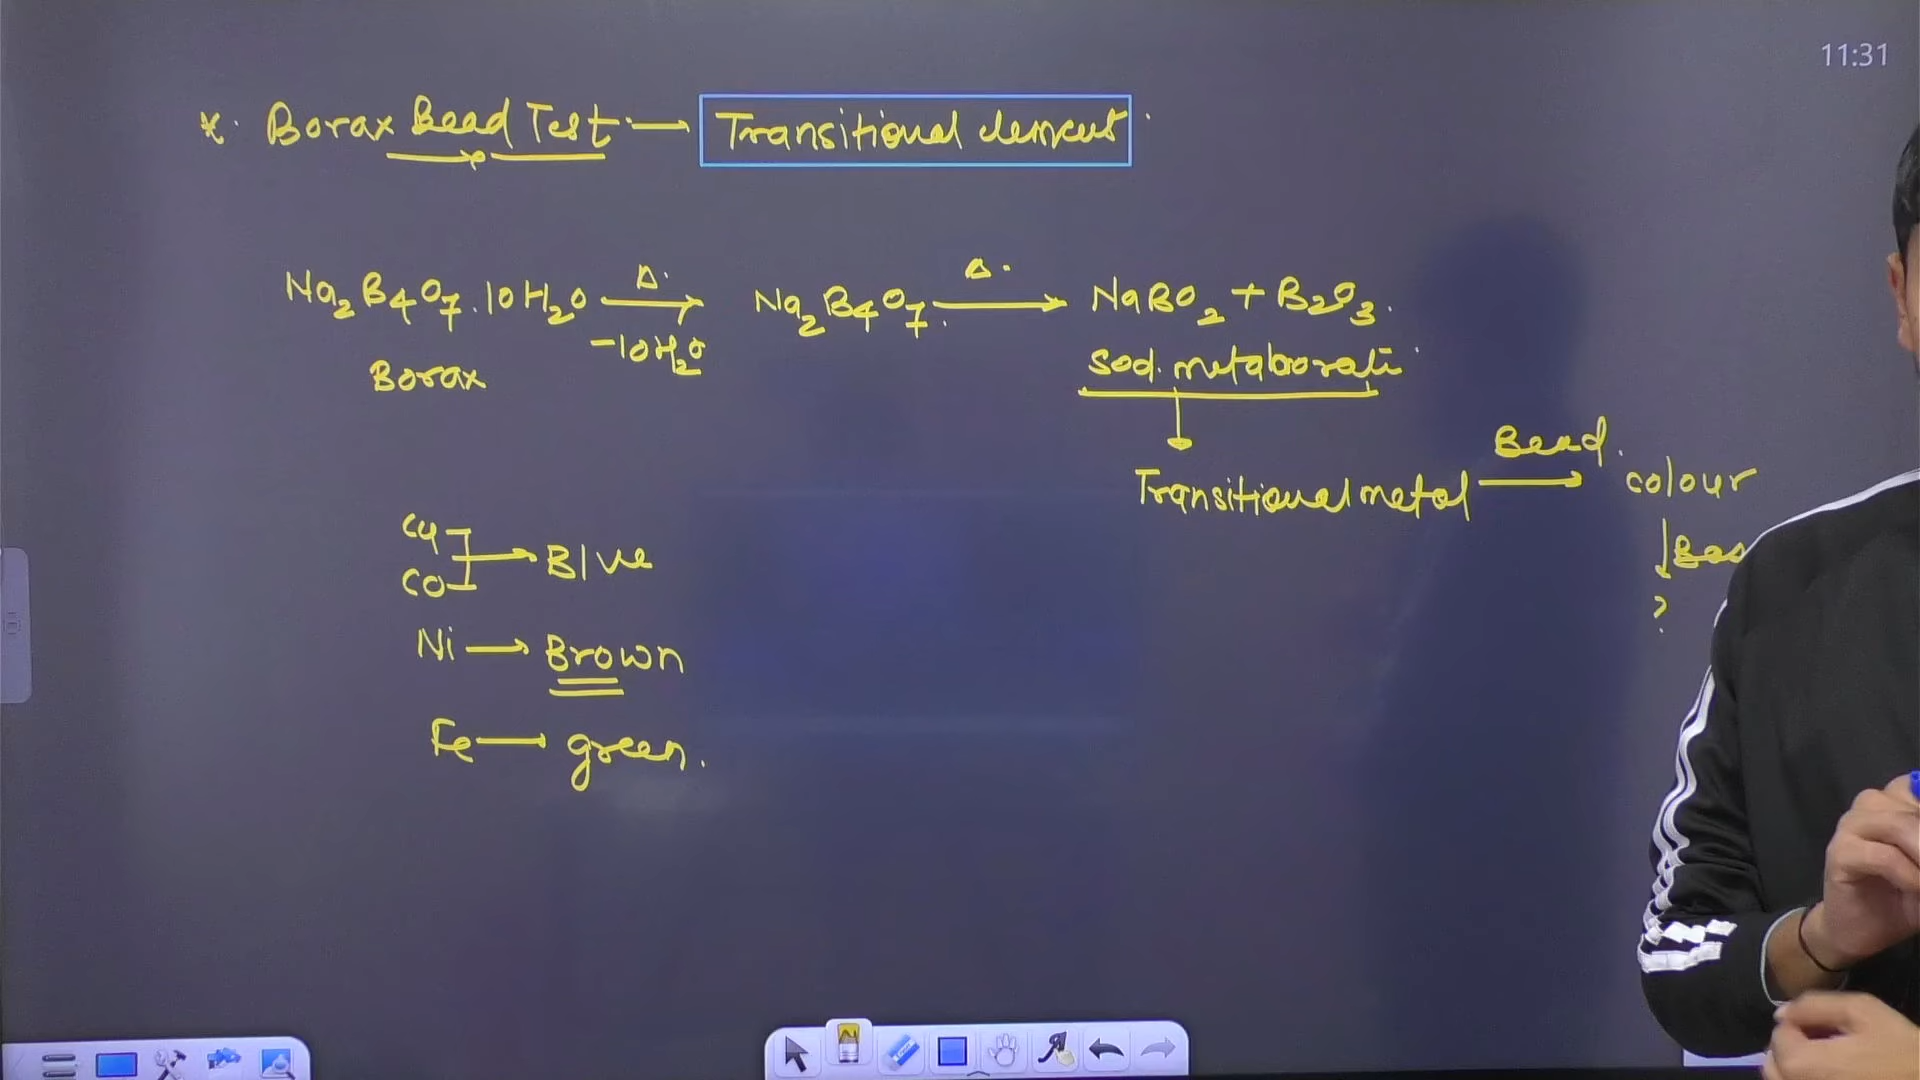 11:31
* Borax Bead Test → Transitional element
Na2B4O7.10H2O —Δ→ Na2B4O7 —Δ→ NaBO2 + B2O3.
-10H2O
Borax
Sod. metaborate
Bead.
Transitional metal → colour
Cu
Co → Blue
?
Ni → Brown
Fe → green.